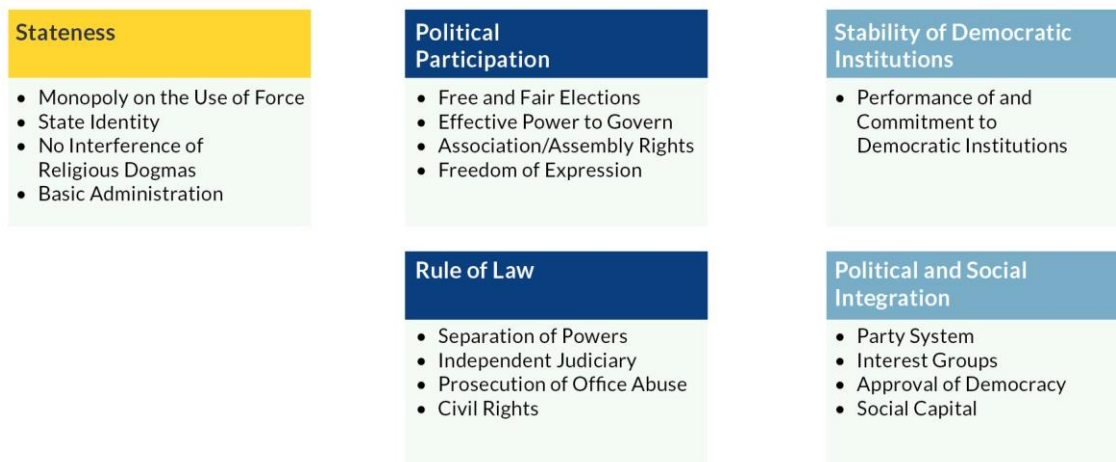 Stateness
• Monopoly on the Use of Force
• State Identity
• No Interference of
Religious Dogmas
• Basic Administration
Political
Participation
• Free and Fair Elections
• Effective Power to Govern
• Association/Assembly Rights
• Freedom of Expression
Stability of Democratic
Institutions
• Performance of and
Commitment to
Democratic Institutions
Rule of Law
• Separation of Powers
• Independent Judiciary
• Prosecution of Office Abuse
• Civil Rights
Political and Social
Integration
• Party System
• Interest Groups
• Approval of Democracy
• Social Capital